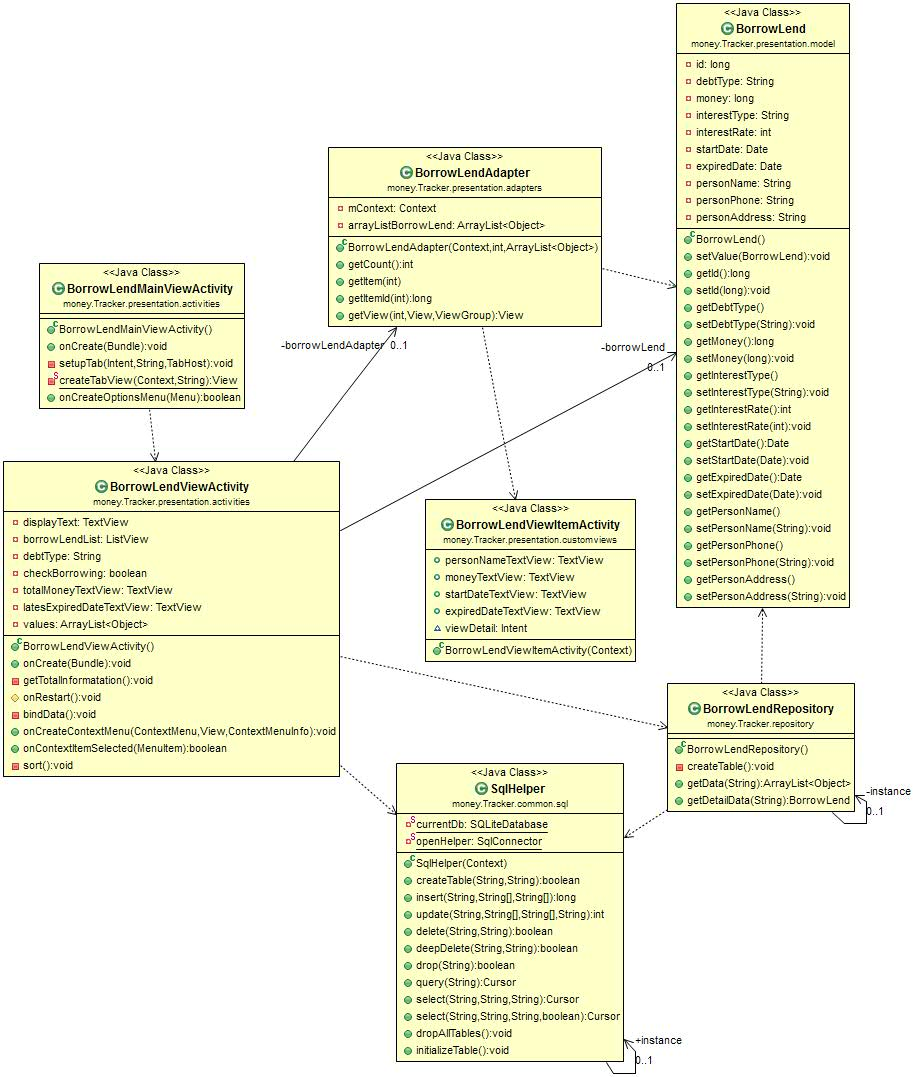 <<Java Class>>
BorrowLend
money.Tracker.presentation.model
id: long
debtType: String
money: long
interestType: String
interestRate: int
startDate: Date
expiredDate: Date
personName: String
personPhone: String
personAddress: String
BorrowLend()
setValue(BorrowLend):void
getId():long
setId(long):void
getDebtType()
setDebtType(String):void
getMoney():long
setMoney(long):void
getInterestType()
setInterestType(String):void
getInterestRate():int
setInterestRate(int):void
getStartDate():Date
setStartDate(Date):void
getExpiredDate():Date
setExpiredDate(Date):void
getPersonName()
setPersonName(String):void
getPersonPhone()
setPersonPhone(String):void
getPersonAddress()
setPersonAddress(String):void
<<Java Class>>
BorrowLendAdapter
money.Tracker.presentation.adapters
mContext: Context
arrayListBorrowLend: ArrayList<Object>
BorrowLendAdapter(Context,int,ArrayList<Object>)
getCount():int
getItem(int)
getItemId(int):long
getView(int,View,ViewGroup):View
<<Java Class>>
BorrowLendMainViewActivity
money.Tracker.presentation.activities
BorrowLendMainViewActivity()
onCreate(Bundle):void
setupTab(Intent,String,TabHost):void
createTabView(Context,String):View
onCreateOptionsMenu(Menu):boolean
-borrowLendAdapter 0..1
-borrowLend
0..1
<<Java Class>>
BorrowLendViewActivity
money.Tracker.presentation.activities
displayText: TextView
borrowLendList: ListView
debtType: String
checkBorrowing: boolean
totalMoneyTextView: TextView
latesExpiredDateTextView: TextView
values: ArrayList<Object>
BorrowLendViewActivity()
onCreate(Bundle):void
getTotalInformatation():void
onRestart():void
bindData():void
onCreateContextMenu(ContextMenu,View,ContextMenuInfo):void
onContextItemSelected(MenuItem):boolean
sort():void
<<Java Class>>
BorrowLendViewItemActivity
money.Tracker.presentation.customviews
personNameTextView: TextView
moneyTextView: TextView
startDateTextView: TextView
expiredDateTextView: TextView
viewDetail: Intent
BorrowLendViewItemActivity(Context)
<<Java Class>>
BorrowLendRepository
money.Tracker.repository
BorrowLendRepository()
createTable():void
getData(String):ArrayList<Object>
getDetailData(String):BorrowLend
-instance
0..1
<<Java Class>>
SqlHelper
money.Tracker.common.sql
currentDb: SQLiteDatabase
openHelper: SqlConnector
SqlHelper(Context)
createTable(String,String):boolean
insert(String,String[],String[]):long
update(String,String[],String[],String):int
delete(String,String):boolean
deepDelete(String,String):boolean
drop(String):boolean
query(String):Cursor
select(String,String,String):Cursor
select(String,String,String,boolean):Cursor
dropAllTables():void
initializeTable():void
+instance
0..1